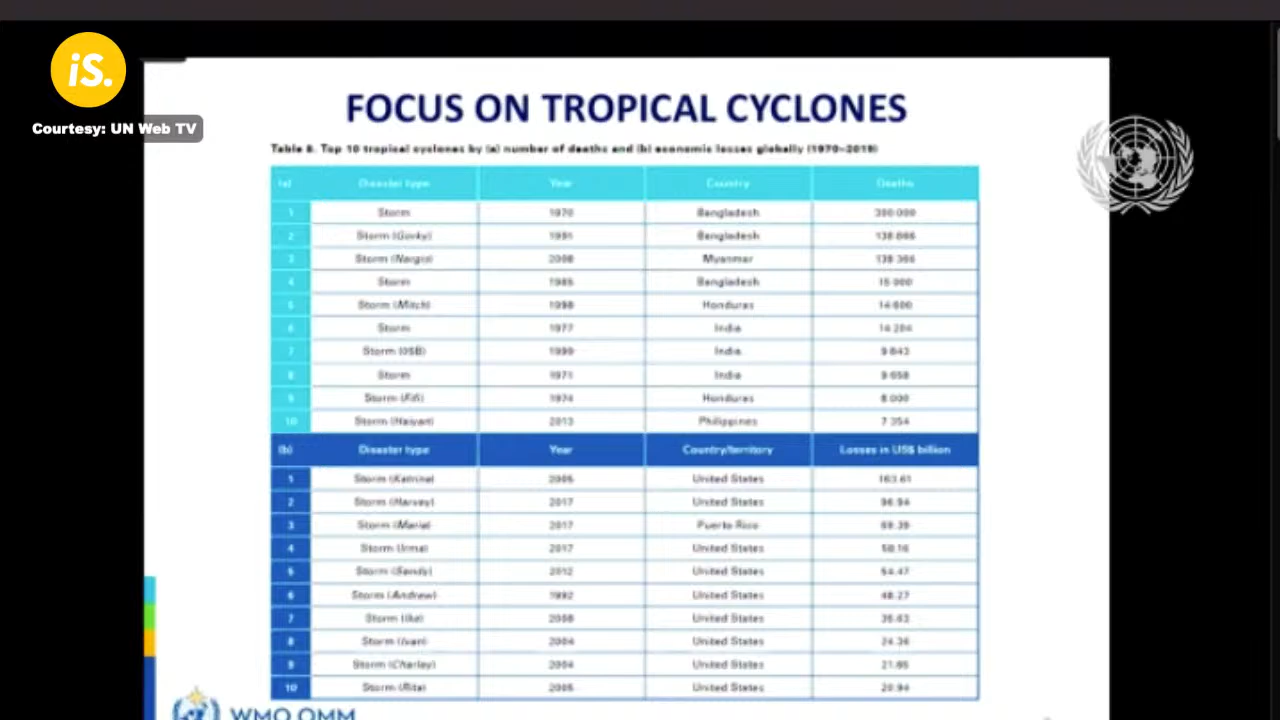 iS.
Courtesy: UN Web TV
FOCUS ON TROPICAL CYCLONES
Table 8. Top 10 tropical cyclones by (a) number of deaths and (b) economic losses globally (1970–2019)
(a) Disaster type Year Country Deaths
1 Storm 1970 Bangladesh 300 000
2 Storm (Gorky) 1991 Bangladesh 138 866
3 Storm (Nargis) 2008 Myanmar 138 366
4 Storm 1985 Bangladesh 15 000
5 Storm (Mitch) 1998 Honduras 14 600
6 Storm 1977 India 14 204
7 Storm (05B) 1999 India 9 843
8 Storm 1971 India 9 658
9 Storm (Fifi) 1974 Honduras 8 000
10 Storm (Haiyan) 2013 Philippines 7 354
(b) Disaster type Year Country/territory Losses in US$ billion
1 Storm (Katrina) 2005 United States 163.61
2 Storm (Harvey) 2017 United States 96.94
3 Storm (Maria) 2017 Puerto Rico 69.39
4 Storm (Irma) 2017 United States 58.16
5 Storm (Sandy) 2012 United States 54.47
6 Storm (Andrew) 1992 United States 48.27
7 Storm (Ike) 2008 United States 35.63
8 Storm (Ivan) 2004 United States 24.36
9 Storm (Charley) 2004 United States 21.65
10 Storm (Rita) 2005 United States 20.94
WMO OMM